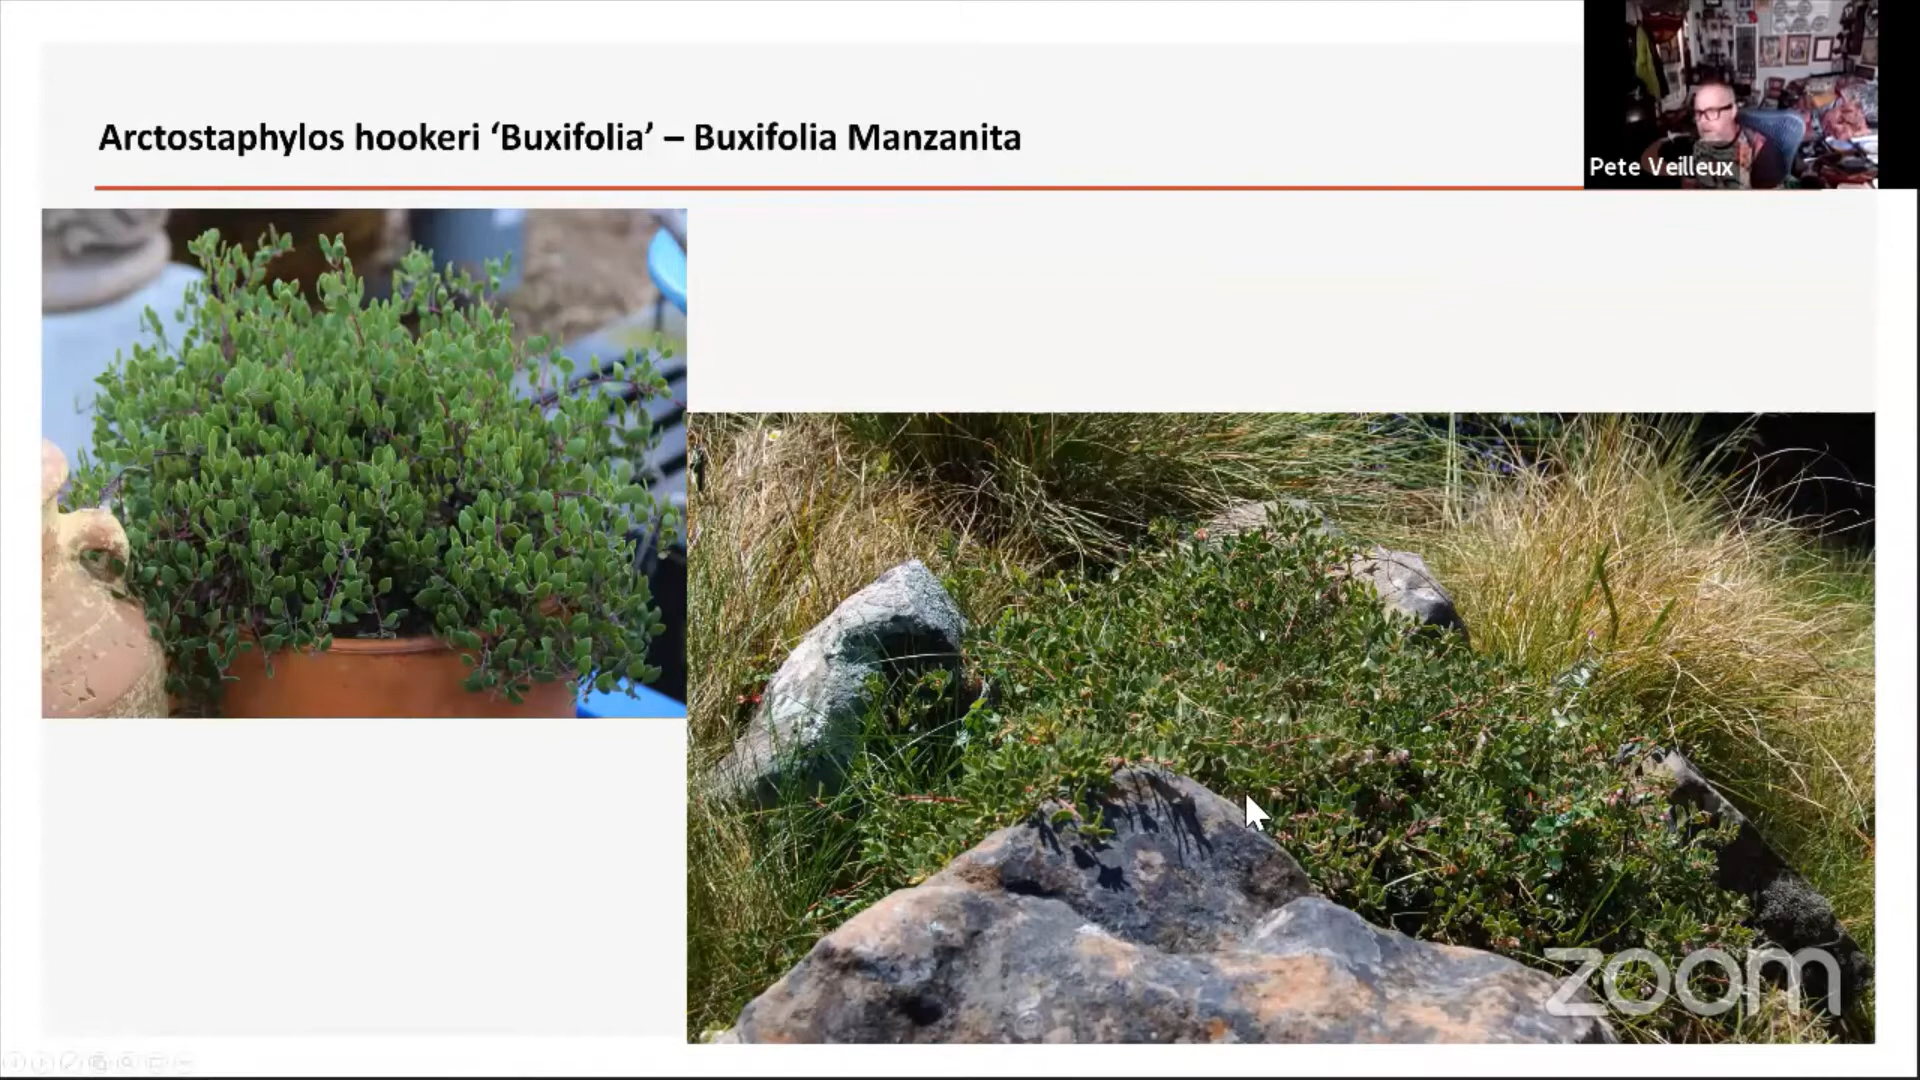 Arctostaphylos hookeri ‘Buxifolia’ – Buxifolia Manzanita
Pete Veilleux
zoom